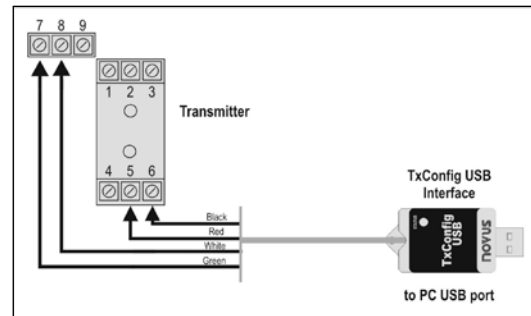 7 8 9
1 2 3
Transmitter
4 5 6
Black
Red
White
Green
TxConfig USB
Interface
TxConfig
USB
novus
to PC USB port